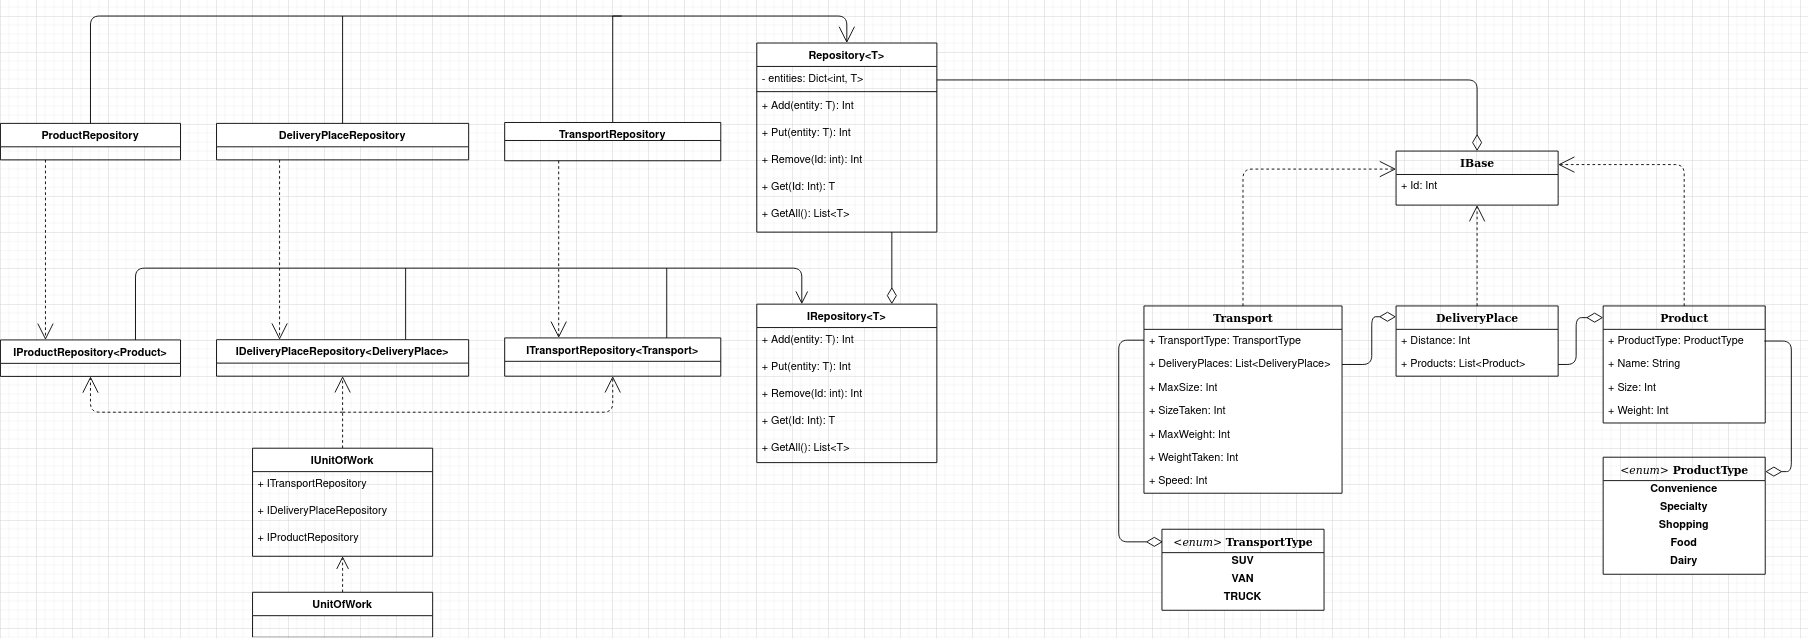 Repository<T>
- entities: Dict<int, T>
+ Add(entity: T): Int
+ Put(entity: T): Int
+ Remove(Id: int): Int
+ Get(Id: Int): T
+ GetAll(): List<T>
ProductRepository
DeliveryPlaceRepository
TransportRepository
IBase
+ Id: Int
IProductRepository<Product>
IDeliveryPlaceRepository<DeliveryPlace>
ITransportRepository<Transport>
IRepository<T>
+ Add(entity: T): Int
+ Put(entity: T): Int
+ Remove(Id: int): Int
+ Get(Id: Int): T
+ GetAll(): List<T>
Transport
+ TransportType: TransportType
+ DeliveryPlaces: List<DeliveryPlace>
+ MaxSize: Int
+ SizeTaken: Int
+ MaxWeight: Int
+ WeightTaken: Int
+ Speed: Int
DeliveryPlace
+ Distance: Int
+ Products: List<Product>
Product
+ ProductType: ProductType
+ Name: String
+ Size: Int
+ Weight: Int
IUnitOfWork
+ ITransportRepository
+ IDeliveryPlaceRepository
+ IProductRepository
<enum> ProductType
Convenience
Specialty
Shopping
Food
Dairy
<enum> TransportType
SUV
VAN
TRUCK
UnitOfWork